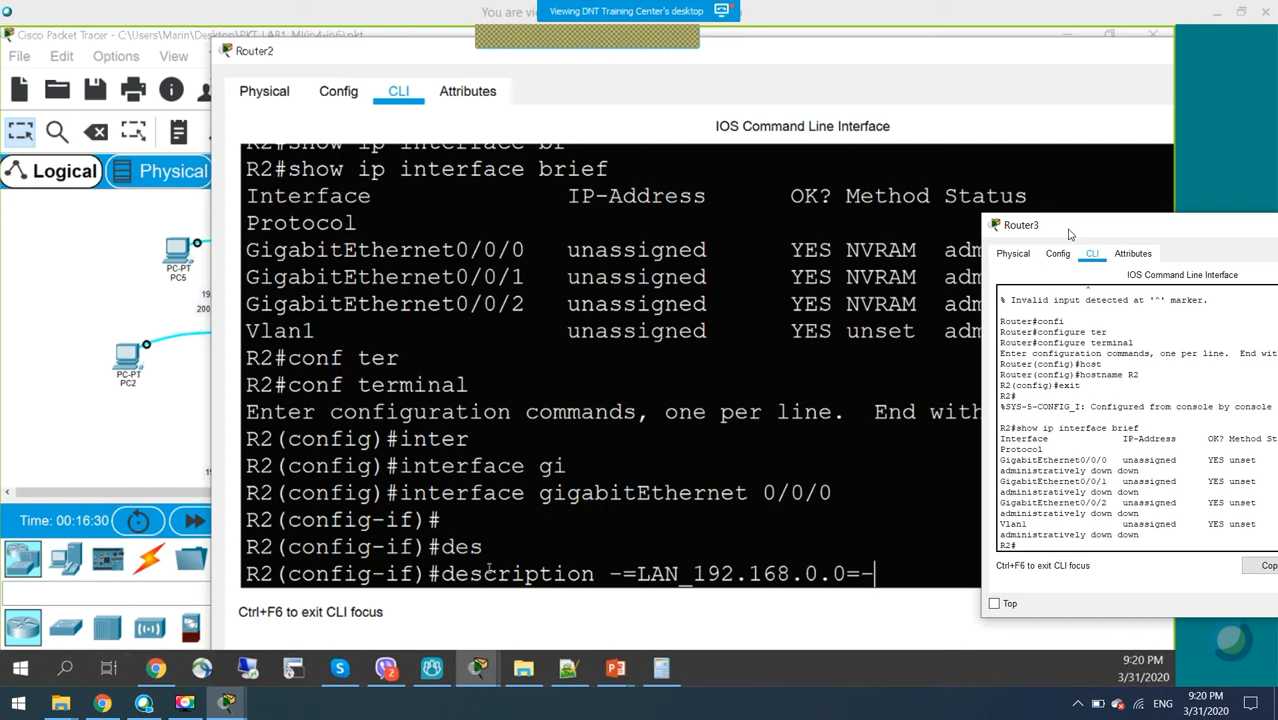 You are vie
Viewing DNT Training Center's desktop
Cisco Packet Tracer - C:\Users\Marin\Desktop\PKT_LAB1_M
Router2
File Edit Options View
Physical Config CLI Attributes
IOS Command Line Interface
Logical
Physical
R2#show ip interface br
R2#show ip interface brief
Interface IP-Address OK? Method Status
Protocol
GigabitEthernet0/0/0 unassigned YES NVRAM adm
GigabitEthernet0/0/1 unassigned YES NVRAM adm
GigabitEthernet0/0/2 unassigned YES NVRAM adm
Vlan1 unassigned YES unset adm
R2#conf ter
R2#conf terminal
Enter configuration commands, one per line. End with
R2(config)#inter
R2(config)#interface gi
R2(config)#interface gigabitEthernet 0/0/0
R2(config-if)#
R2(config-if)#des
R2(config-if)#description -=LAN_192.168.0.0=-
Ctrl+F6 to exit CLI focus
PC-PT
PC5
19
200
PC-PT
PC2
19
Time: 00:16:30
Router3
Physical Config CLI Attributes
IOS Command Line Interface
^
% Invalid input detected at '^' marker.
Router#confi
Router#configure ter
Router#configure terminal
Enter configuration commands, one per line. End wit
Router(config)#host
Router(config)#hostname R2
R2(config)#exit
R2#
%SYS-5-CONFIG_I: Configured from console by console
R2#show ip interface brief
Interface IP-Address OK? Method St
Protocol
GigabitEthernet0/0/0 unassigned YES unset
administratively down down
GigabitEthernet0/0/1 unassigned YES unset
administratively down down
GigabitEthernet0/0/2 unassigned YES unset
administratively down down
Vlan1 unassigned YES unset
administratively down down
R2#
Ctrl+F6 to exit CLI focus
Cop
Top
9:20 PM
3/31/2020
ENG
9:20 PM
3/31/2020